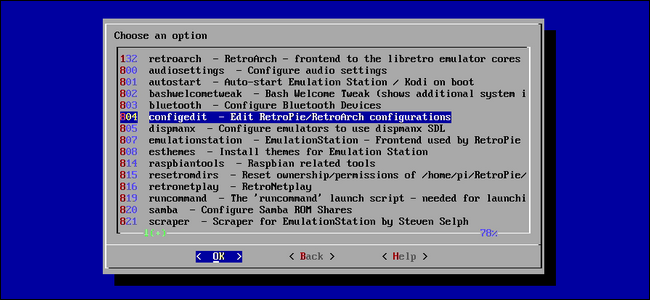 Choose an option
132 retroarch - RetroArch - frontend to the libretro emulator cores
800 audiosettings - Configure audio settings
801 autostart - Auto-start Emulation Station / Kodi on boot
802 bashwelcometweak - Bash Welcome Tweak (shows additional system i
803 bluetooth - Configure Bluetooth Devices
804 configedit - Edit RetroPie/RetroArch configurations
805 dispmanx - Configure emulators to use dispmanx SDL
807 emulationstation - EmulationStation - Frontend used by RetroPie
808 esthemes - Install themes for Emulation Station
814 raspbiantools - Raspbian related tools
815 resetromdirs - Reset ownership/permissions of /home/pi/RetroPie/
816 retronetplay - RetroNetplay
819 runcommand - The 'runcommand' launch script - needed for launchi
820 samba - Configure Samba ROM Shares
821 scraper - Scraper for EmulationStation by Steven Selph
↓(+) 78%
< OK > < Back > < Help >